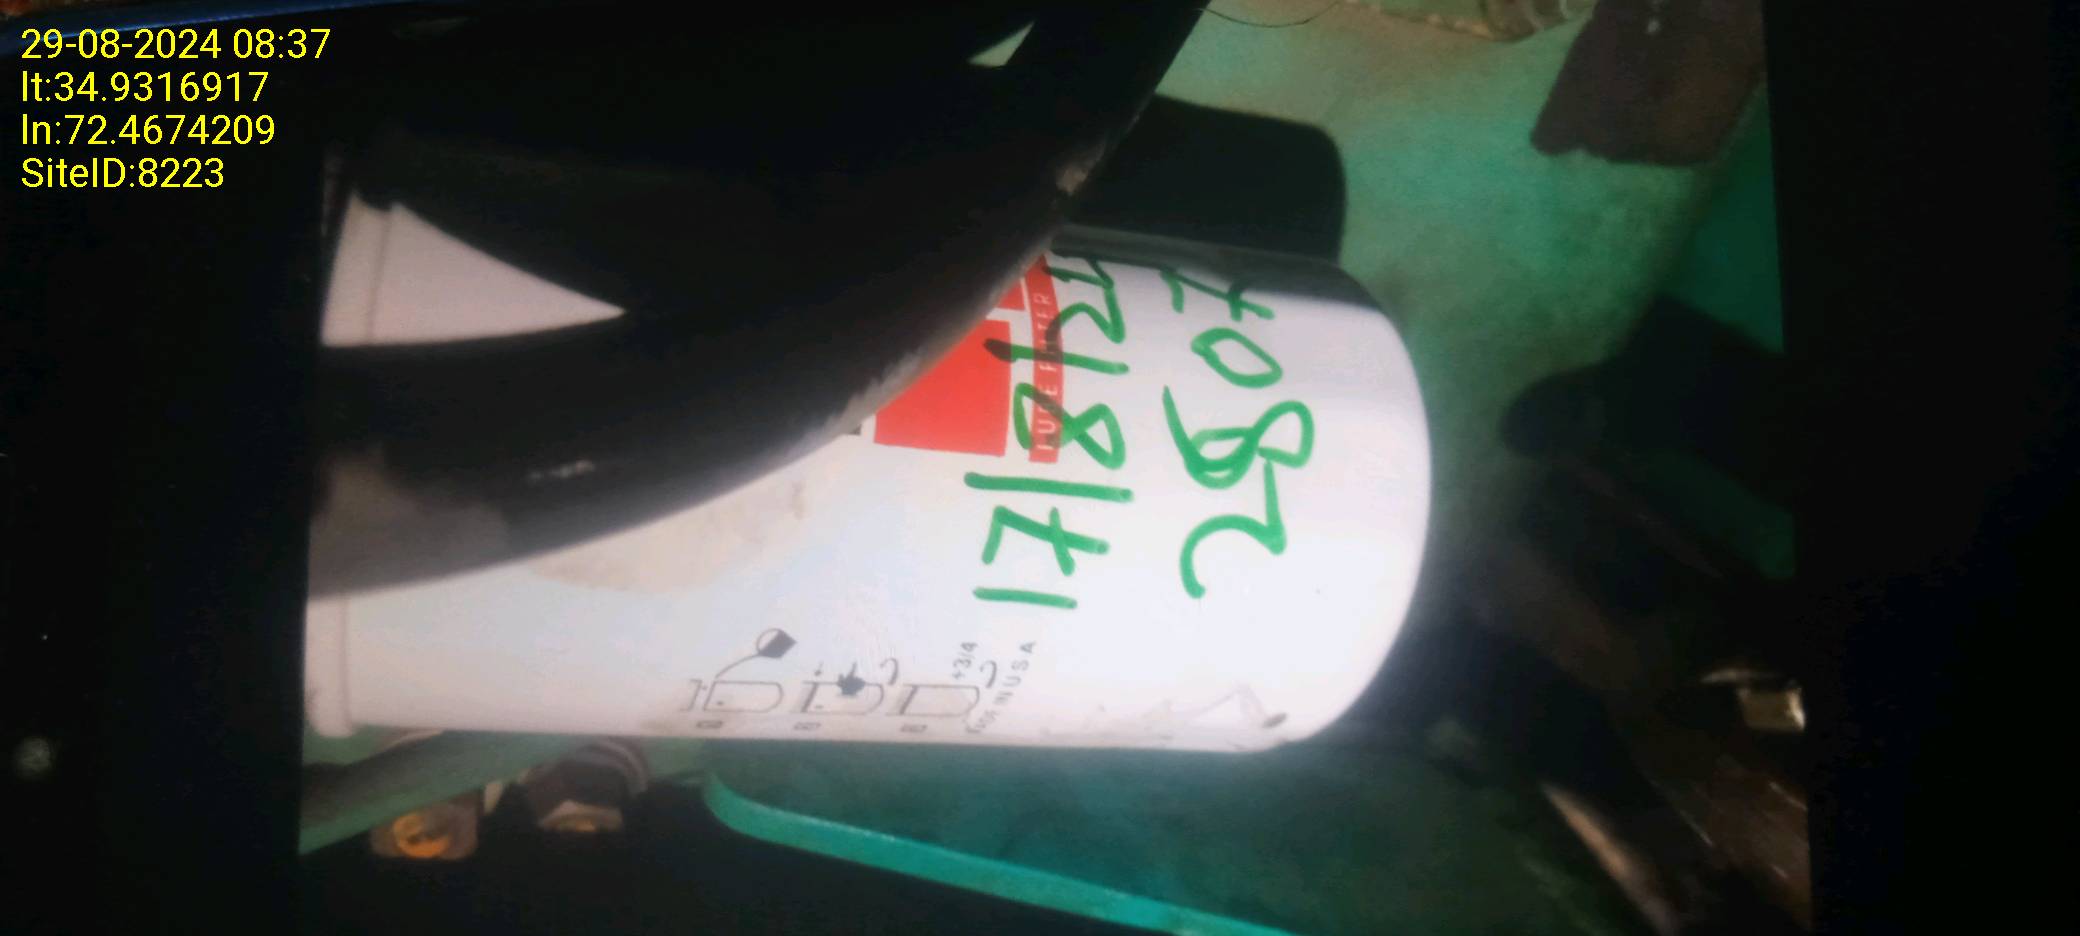 29-08-2024 08:37
lt:34.9316917
ln:72.4674209
SiteID:8223
LUBE FILTER
17/8/24
2807
+3/4
MADE IN USA